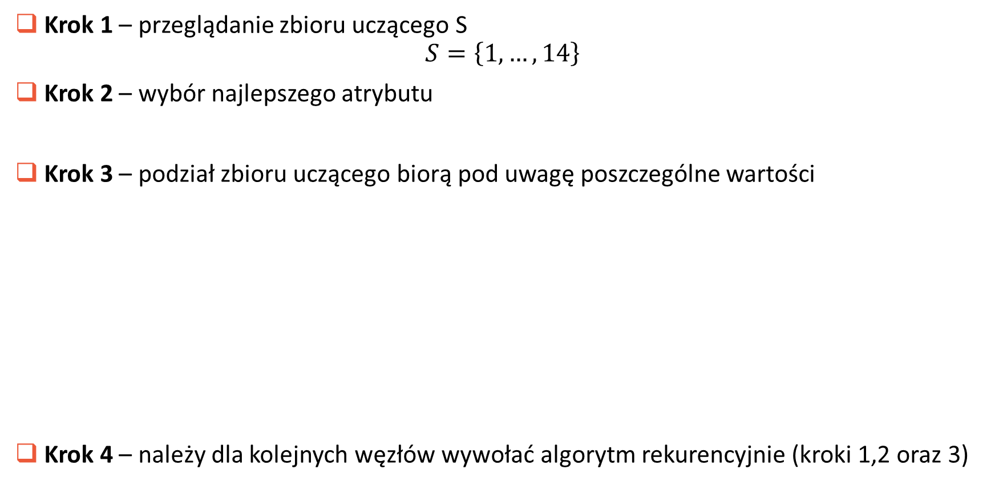 Krok 1 – przeglądanie zbioru uczącego S
S = {1, … , 14}
Krok 2 – wybór najlepszego atrybutu
Krok 3 – podział zbioru uczącego biorą pod uwagę poszczególne wartości
Krok 4 – należy dla kolejnych węzłów wywołać algorytm rekurencyjnie (kroki 1,2 oraz 3)